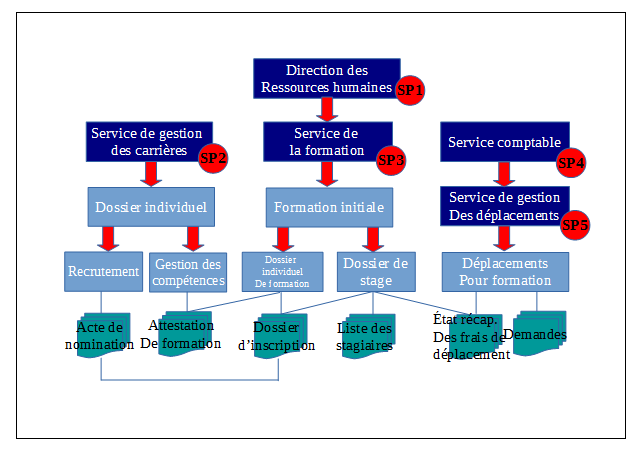 Direction des
Ressources humaines
SP1
Service de gestion
des carrières
SP2
Service de
la formation
SP3
Service comptable
SP4
Dossier individuel
Formation initiale
Service de gestion
Des déplacements
SP5
Recrutement
Gestion des
compétences
Dossier
individuel
De formation
Dossier de
stage
Déplacements
Pour formation
Acte de
nomination
Attestation
De formation
Dossier
d’inscription
Liste des
stagiaires
État récap.
Des frais de
déplacement
Demandes